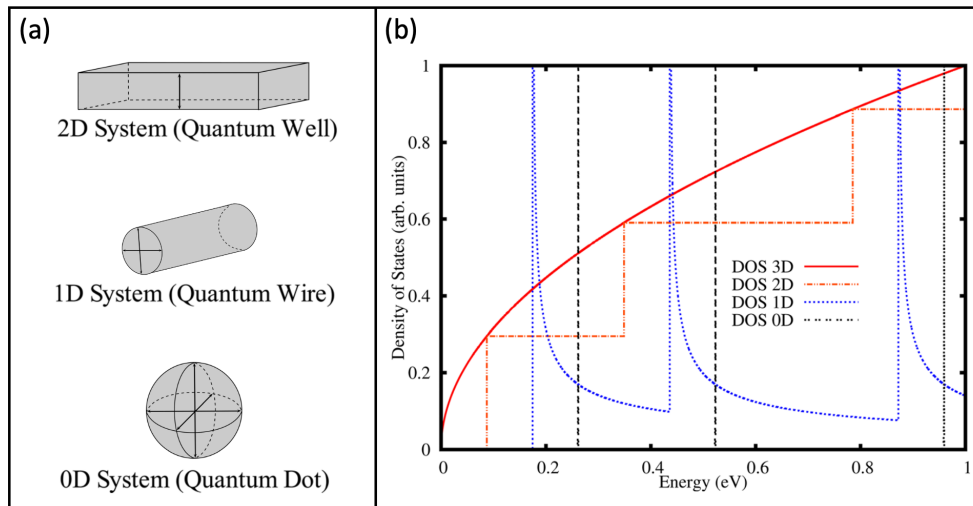 (a)
2D System (Quantum Well)
1D System (Quantum Wire)
0D System (Quantum Dot)
(b)
Density of States (arb. units)
1
0.8
0.6
0.4
0.2
0
DOS 3D
DOS 2D
DOS 1D
DOS 0D
0
0.2
0.4
0.6
0.8
1
Energy (eV)